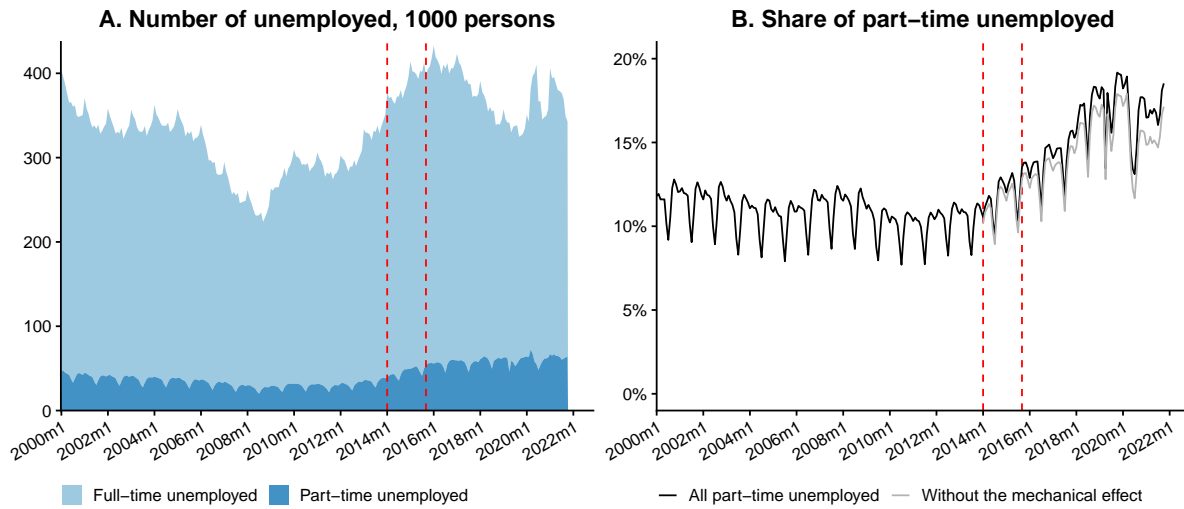 A. Number of unemployed, 1000 persons
400
300
200
100
0
2000m1
2002m1
2004m1
2006m1
2008m1
2010m1
2012m1
2014m1
2016m1
2018m1
2020m1
2022m1
Full−time unemployed
Part−time unemployed
B. Share of part−time unemployed
20%
15%
10%
5%
0%
2000m1
2002m1
2004m1
2006m1
2008m1
2010m1
2012m1
2014m1
2016m1
2018m1
2020m1
2022m1
All part−time unemployed
Without the mechanical effect